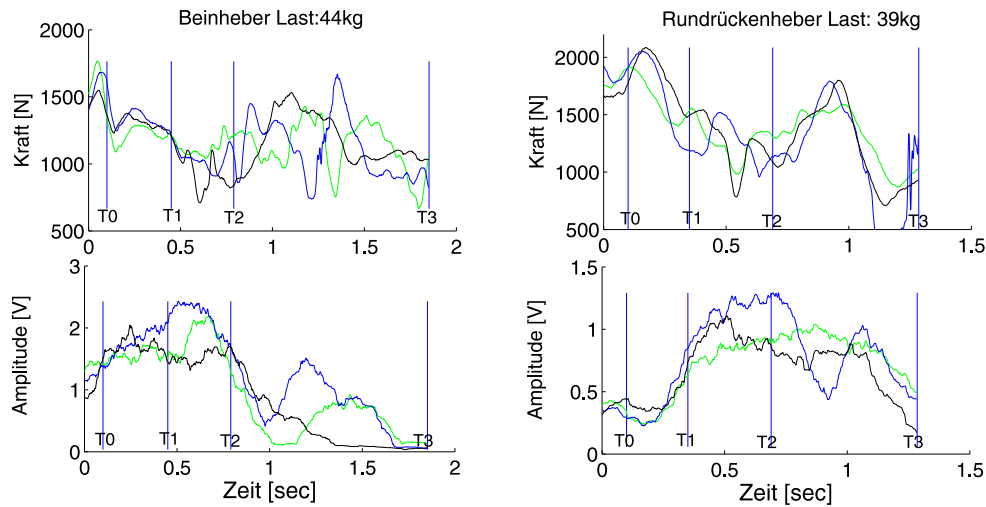 Beinheber Last:44kg
Kraft [N]
2000
1500
1000
500
T0
T1
T2
T3
0
0.5
1
1.5
2
Rundrückenheber Last: 39kg
Kraft [N]
2000
1500
1000
500
T0
T1
T2
T3
0
0.5
1
1.5
Amplitude [V]
3
2
1
0
T0
T1
T2
T3
0
0.5
1
1.5
2
Zeit [sec]
Amplitude [V]
1.5
1
0.5
0
T0
T1
T2
T3
0
0.5
1
1.5
Zeit [sec]